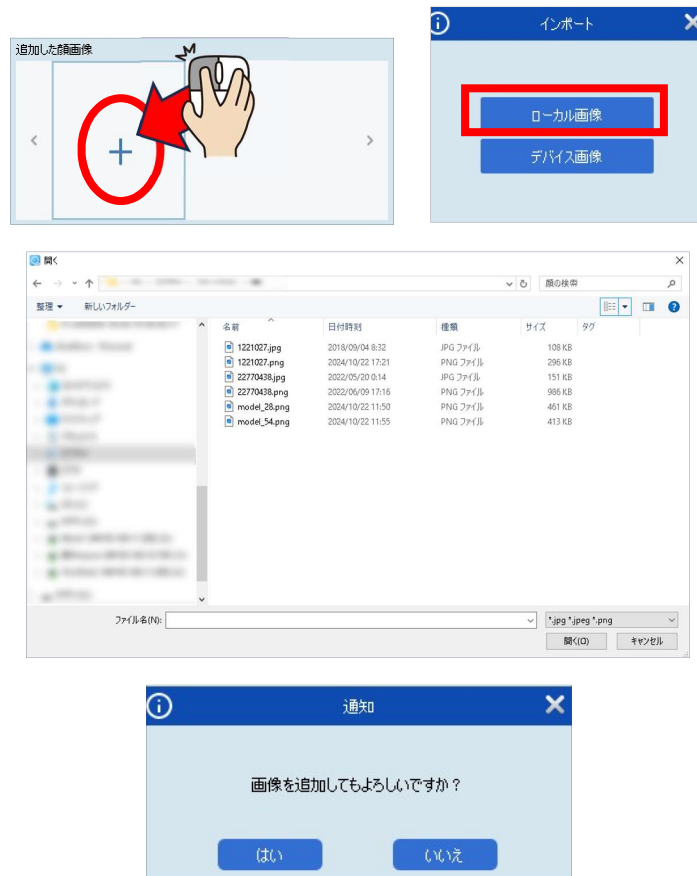 追加した顔画像
インポート
ローカル画像
デバイス画像
開く
顔の検索
整理 新しいフォルダー
名前 日付時刻 種類 サイズ タグ
1221027.jpg 2018/09/04 8:32 JPG ファイル 108 KB
1221027.png 2024/10/22 17:21 PNG ファイル 296 KB
22770438.jpg 2022/05/20 0:14 JPG ファイル 151 KB
22770438.png 2022/06/09 17:16 PNG ファイル 986 KB
model_28.png 2024/10/22 11:50 PNG ファイル 461 KB
model_54.png 2024/10/22 11:55 PNG ファイル 413 KB
ファイル名(N): *.jpg *.jpeg *.png
開く(O) キャンセル
通知
画像を追加してもよろしいですか？
はい いいえ